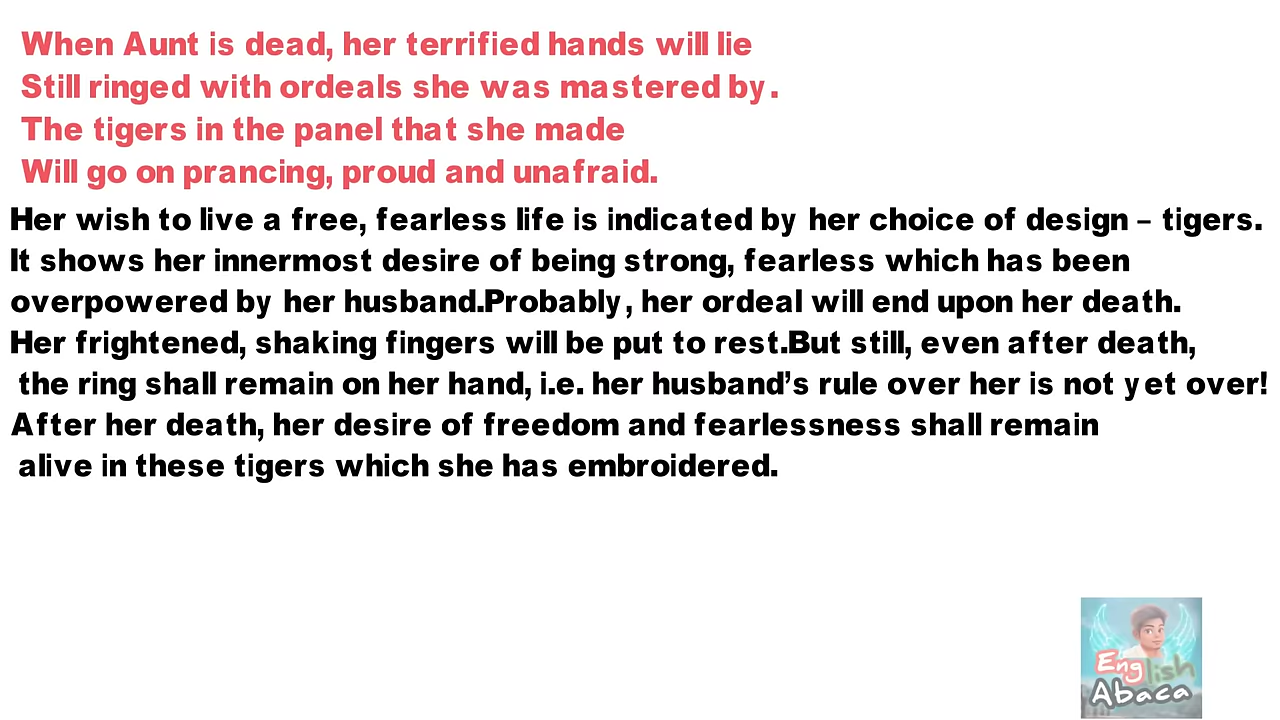 When Aunt is dead, her terrified hands will lie
Still ringed with ordeals she was mastered by.
The tigers in the panel that she made
Will go on prancing, proud and unafraid.
Her wish to live a free, fearless life is indicated by her choice of design – tigers.
It shows her innermost desire of being strong, fearless which has been
overpowered by her husband.Probably, her ordeal will end upon her death.
Her frightened, shaking fingers will be put to rest.But still, even after death,
the ring shall remain on her hand, i.e. her husband’s rule over her is not yet over!
After her death, her desire of freedom and fearlessness shall remain
alive in these tigers which she has embroidered.
English
Abaca